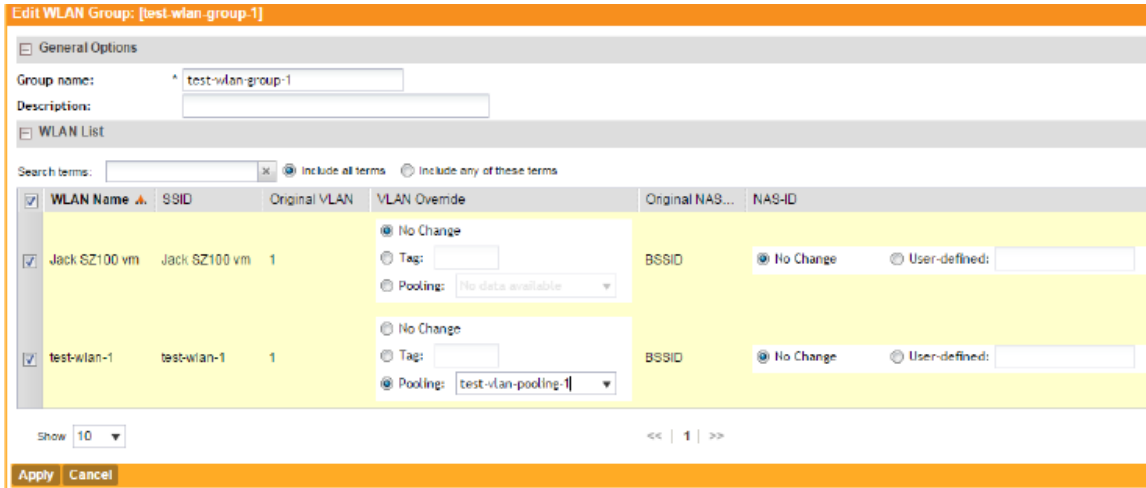 Edit WLAN Group: [test-wlan-group-1]
General Options
Group name: * test-wlan-group-1
Description:
WLAN List
Search terms: × Include all terms Include any of these terms
WLAN Name SSID Original VLAN VLAN Override Original NAS... NAS-ID
No Change
Jack SZ100 vm Jack SZ100 vm 1 Tag: BSSID No Change User-defined:
Pooling: No data available
No Change
test-wlan-1 test-wlan-1 1 Tag: BSSID No Change User-defined:
Pooling: test-vlan-pooling-1
Show 10 << | 1 | >>
Apply Cancel